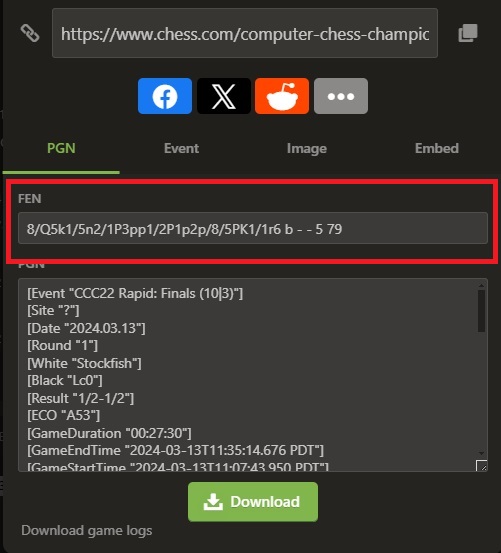 https://www.chess.com/computer-chess-champic
PGN Event Image Embed
FEN
8/Q5k1/5n2/1P3pp1/2P1p2p/8/5PK1/1r6 b - - 5 79
PGN
[Event "CCC22 Rapid: Finals (10|3)"]
[Site "?"]
[Date "2024.03.13"]
[Round "1"]
[White "Stockfish"]
[Black "Lc0"]
[Result "1/2-1/2"]
[ECO "A53"]
[GameDuration "00:27:30"]
[GameEndTime "2024-03-13T11:35:14.676 PDT"]
[GameStartTime "2024-03-13T11:07:43.950 PDT"]
Download
Download game logs